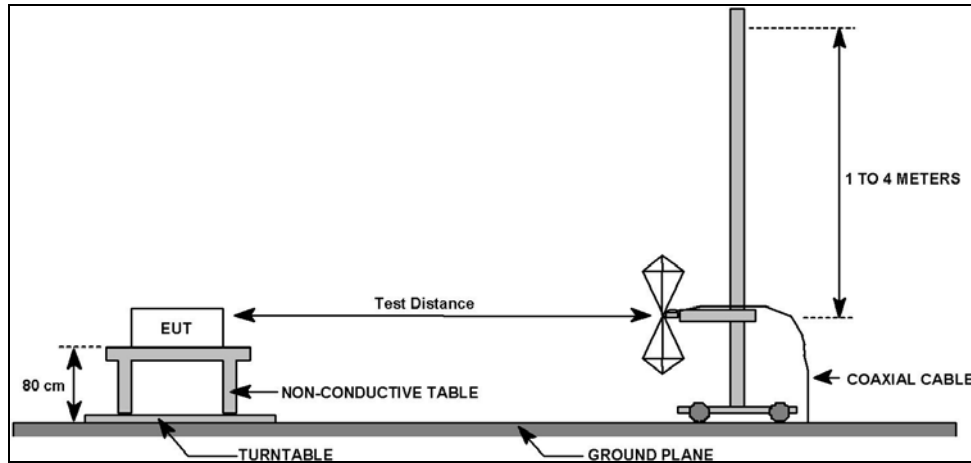 1 TO 4 METERS
Test Distance
EUT
80 cm
NON-CONDUCTIVE TABLE
COAXIAL CABLE
TURNTABLE
GROUND PLANE